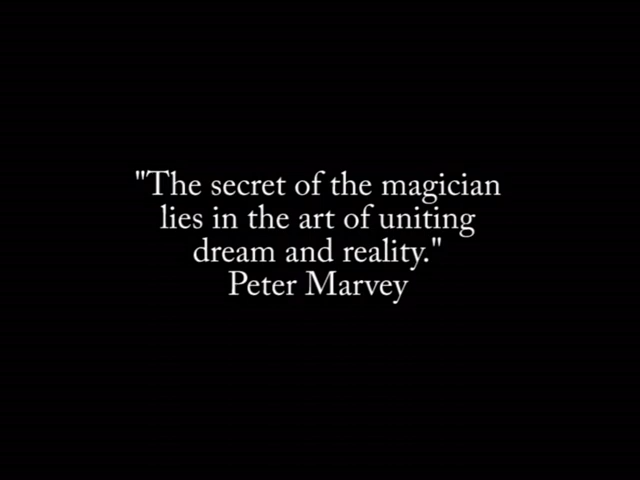 "The secret of the magician
lies in the art of uniting
dream and reality."
Peter Marvey